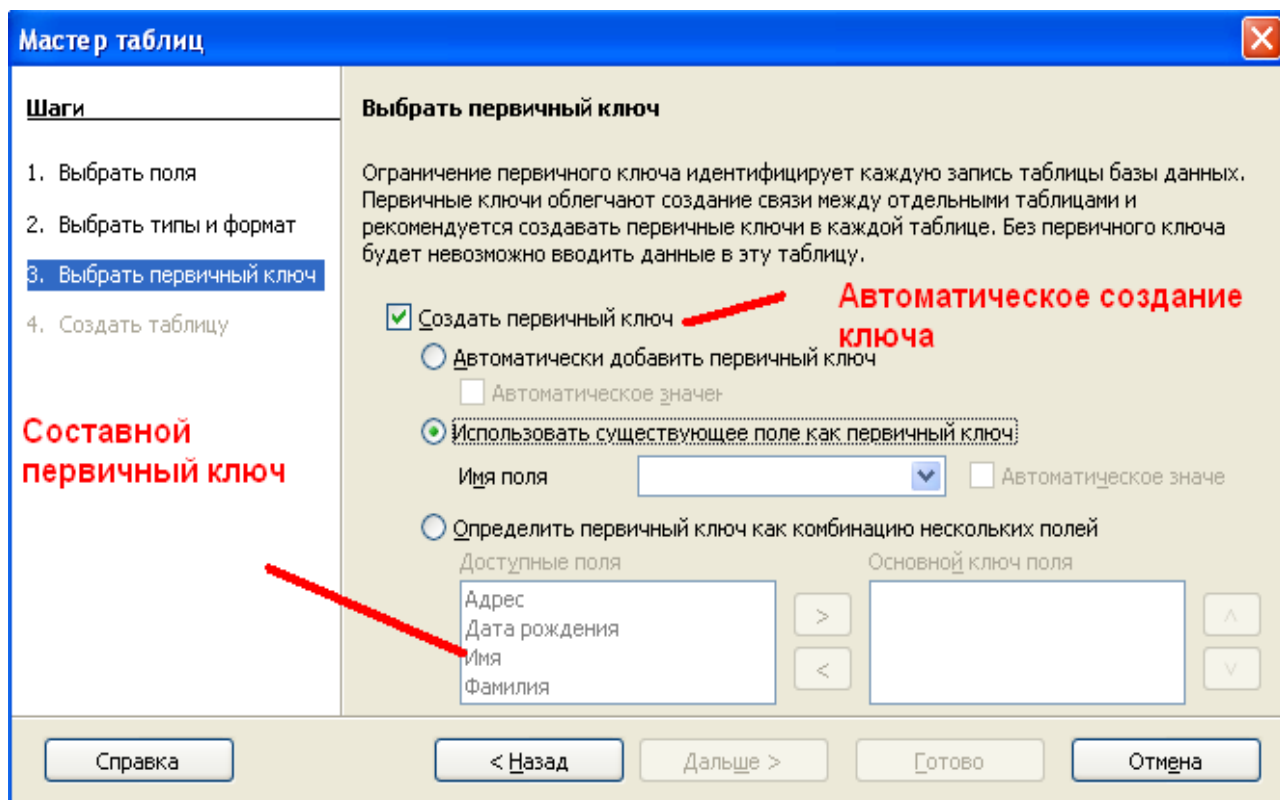 Мастер таблиц
Шаги
1. Выбрать поля
2. Выбрать типы и формат
3. Выбрать первичный ключ
4. Создать таблицу
Составной
первичный ключ
Выбрать первичный ключ
Ограничение первичного ключа идентифицирует каждую запись таблицы базы данных.
Первичные ключи облегчают создание связи между отдельными таблицами и
рекомендуется создавать первичные ключи в каждой таблице. Без первичного ключа
будет невозможно вводить данные в эту таблицу.
Автоматическое создание
ключа
Создать первичный ключ
Автоматически добавить первичный ключ
Автоматическое значен
Использовать существующее поле как первичный ключ
Имя поля
Автоматическое значе
Определить первичный ключ как комбинацию нескольких полей
Доступные поля
Основной ключ поля
Адрес
Дата рождения
Имя
Фамилия
>
<
^
v
Справка
< Назад
Дальше >
Готово
Отмена